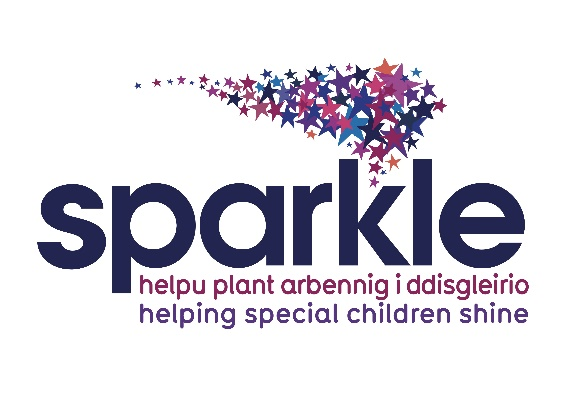 sparkle
helpu plant arbennig i ddisgleirio
helping special children shine